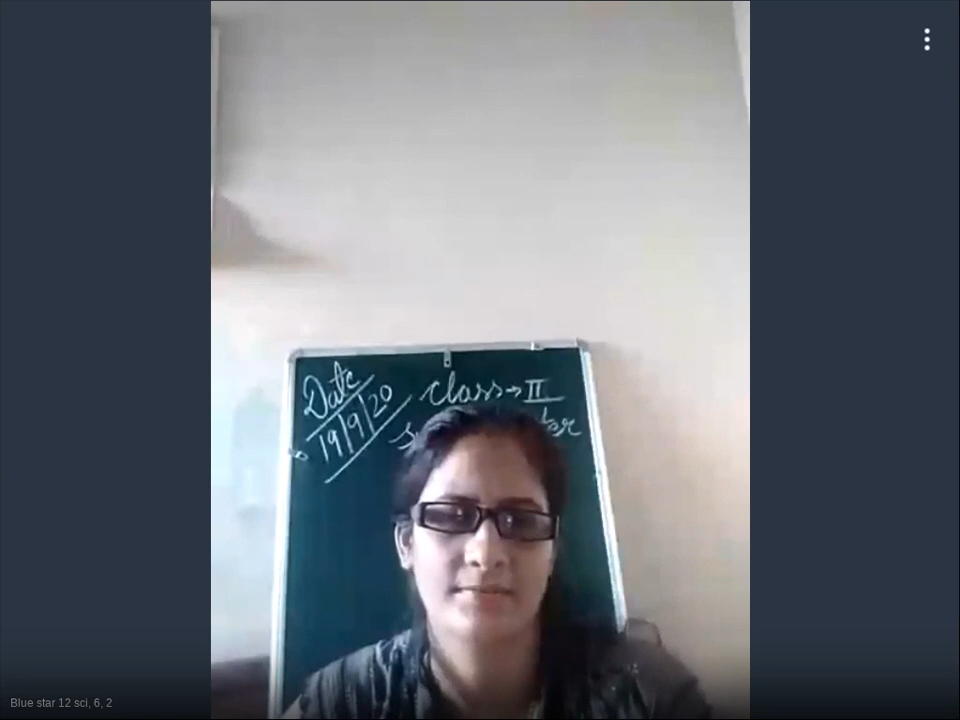 Date
19/9/20
Class → II
Blue star 12 sci, 6, 2